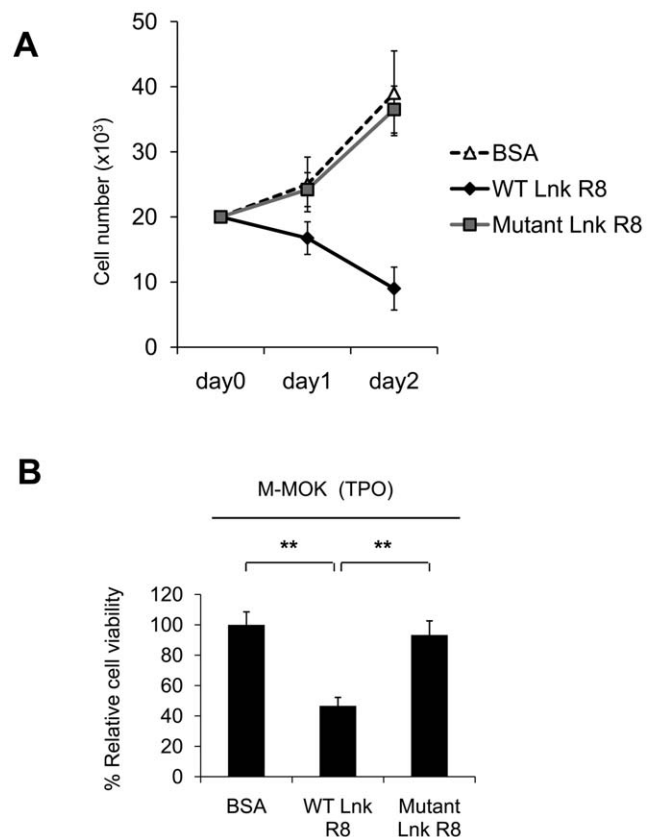 A
50
40
30
20
10
0
Cell number (x10³)
day0 day1 day2
BSA
WT Lnk R8
Mutant Lnk R8
B
M-MOK (TPO)
** **
120
100
80
60
40
20
0
% Relative cell viability
BSA WT Lnk Mutant
R8 Lnk R8